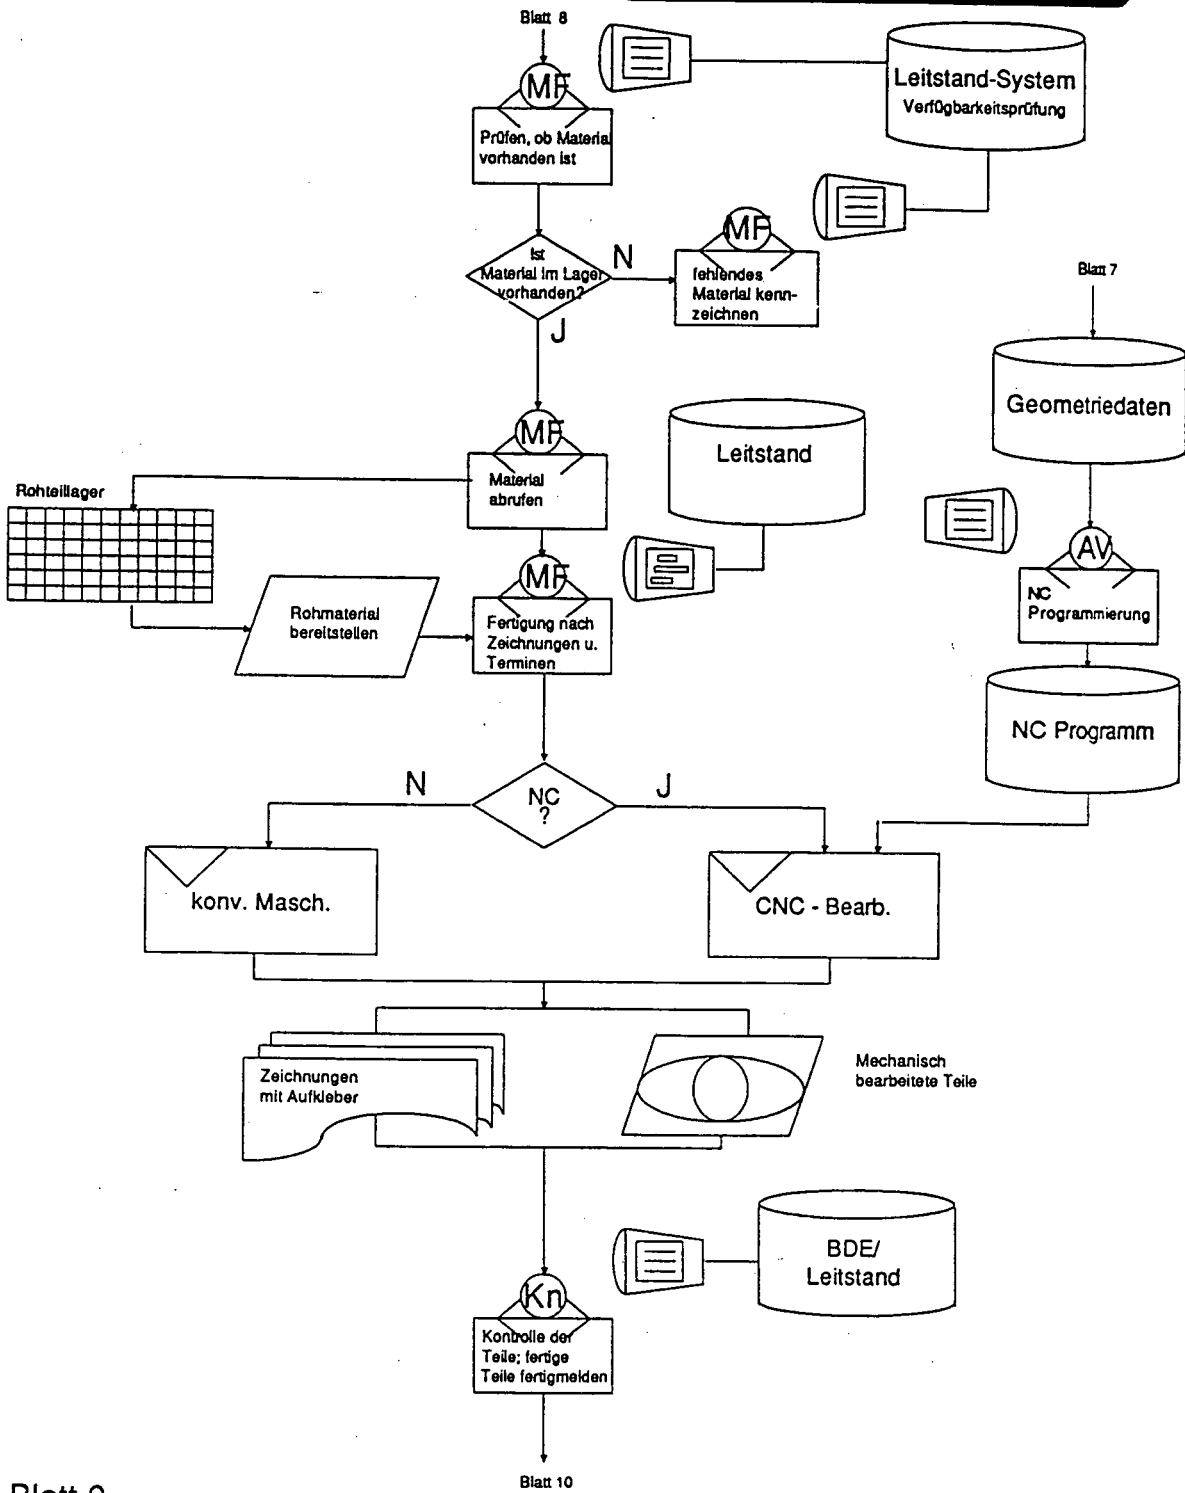 Blatt 8
MF
Prüfen, ob Material
vorhanden ist
Leitstand-System
Verfügbarkeitsprüfung
Ist
Material im Lager
vorhanden?
N
J
MF
fehlendes
Material kenn-
zeichnen
Blatt 7
Geometriedaten
MF
Material
abrufen
Leitstand
Rohteillager
Rohmaterial
bereitstellen
MF
Fertigung nach
Zeichnungen u.
Terminen
AV
NC
Programmierung
NC Programm
N
NC
?
J
konv. Masch.
CNC - Bearb.
Zeichnungen
mit Aufkleber
Mechanisch
bearbeitete Teile
BDE/
Leitstand
Kn
Kontrolle der
Teile; fertige
Teile fertigmelden
Blatt 10
Blatt 9